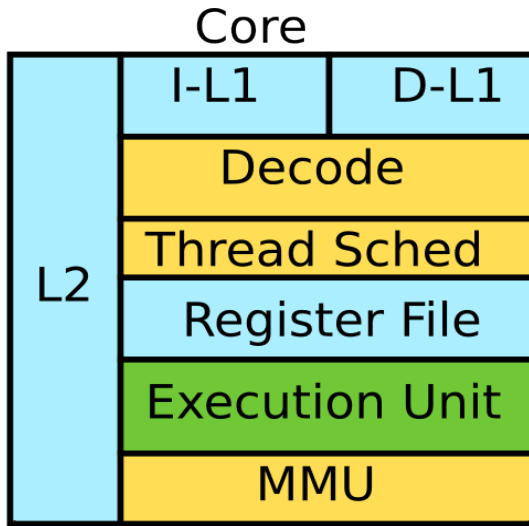 Core
I-L1 D-L1
Decode
Thread Sched
L2
Register File
Execution Unit
MMU